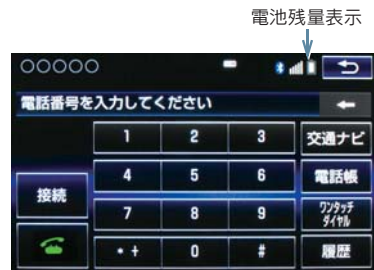 電池残量表示
○○○○○
電話番号を入力してください
1 2 3 交通ナビ
4 5 6 電話帳
接続
7 8 9 ワンタッチ
ダイヤル
* + 0 # 履歴